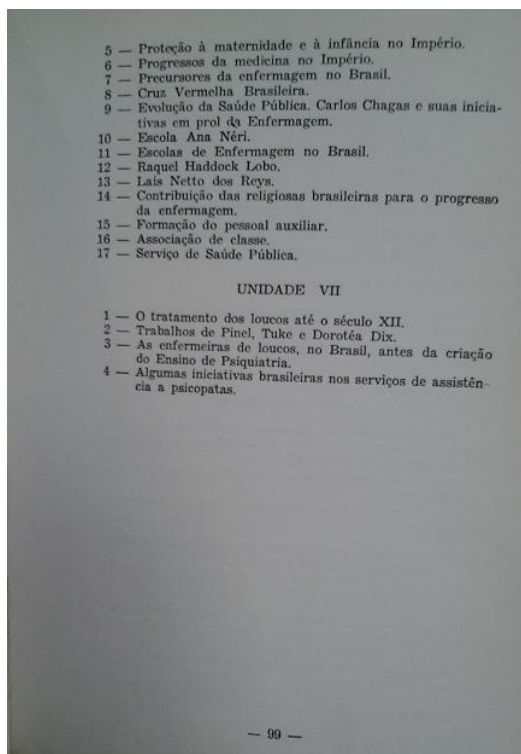 5 — Proteção à maternidade e à infância no Império.
6 — Progressos da medicina no Império.
7 — Precursores da enfermagem no Brasil.
8 — Cruz Vermelha Brasileira.
9 — Evolução da Saúde Pública. Carlos Chagas e suas inicia-
tivas em prol da Enfermagem.
10 — Escola Ana Néri.
11 — Escolas de Enfermagem no Brasil.
12 — Raquel Haddock Lobo.
13 — Lais Netto dos Reys.
14 — Contribuição das religiosas brasileiras para o progresso
da enfermagem.
15 — Formação do pessoal auxiliar.
16 — Associação de classe.
17 — Serviço de Saúde Pública.
UNIDADE VII
1 — O tratamento dos loucos até o século XII.
2 — Trabalhos de Pinel, Tuke e Dorotéa Dix.
3 — As enfermeiras de loucos, no Brasil, antes da criação
do Ensino de Psiquiatria.
4 — Algumas iniciativas brasileiras nos serviços de assistên-
cia a psicopatas.
— 99 —